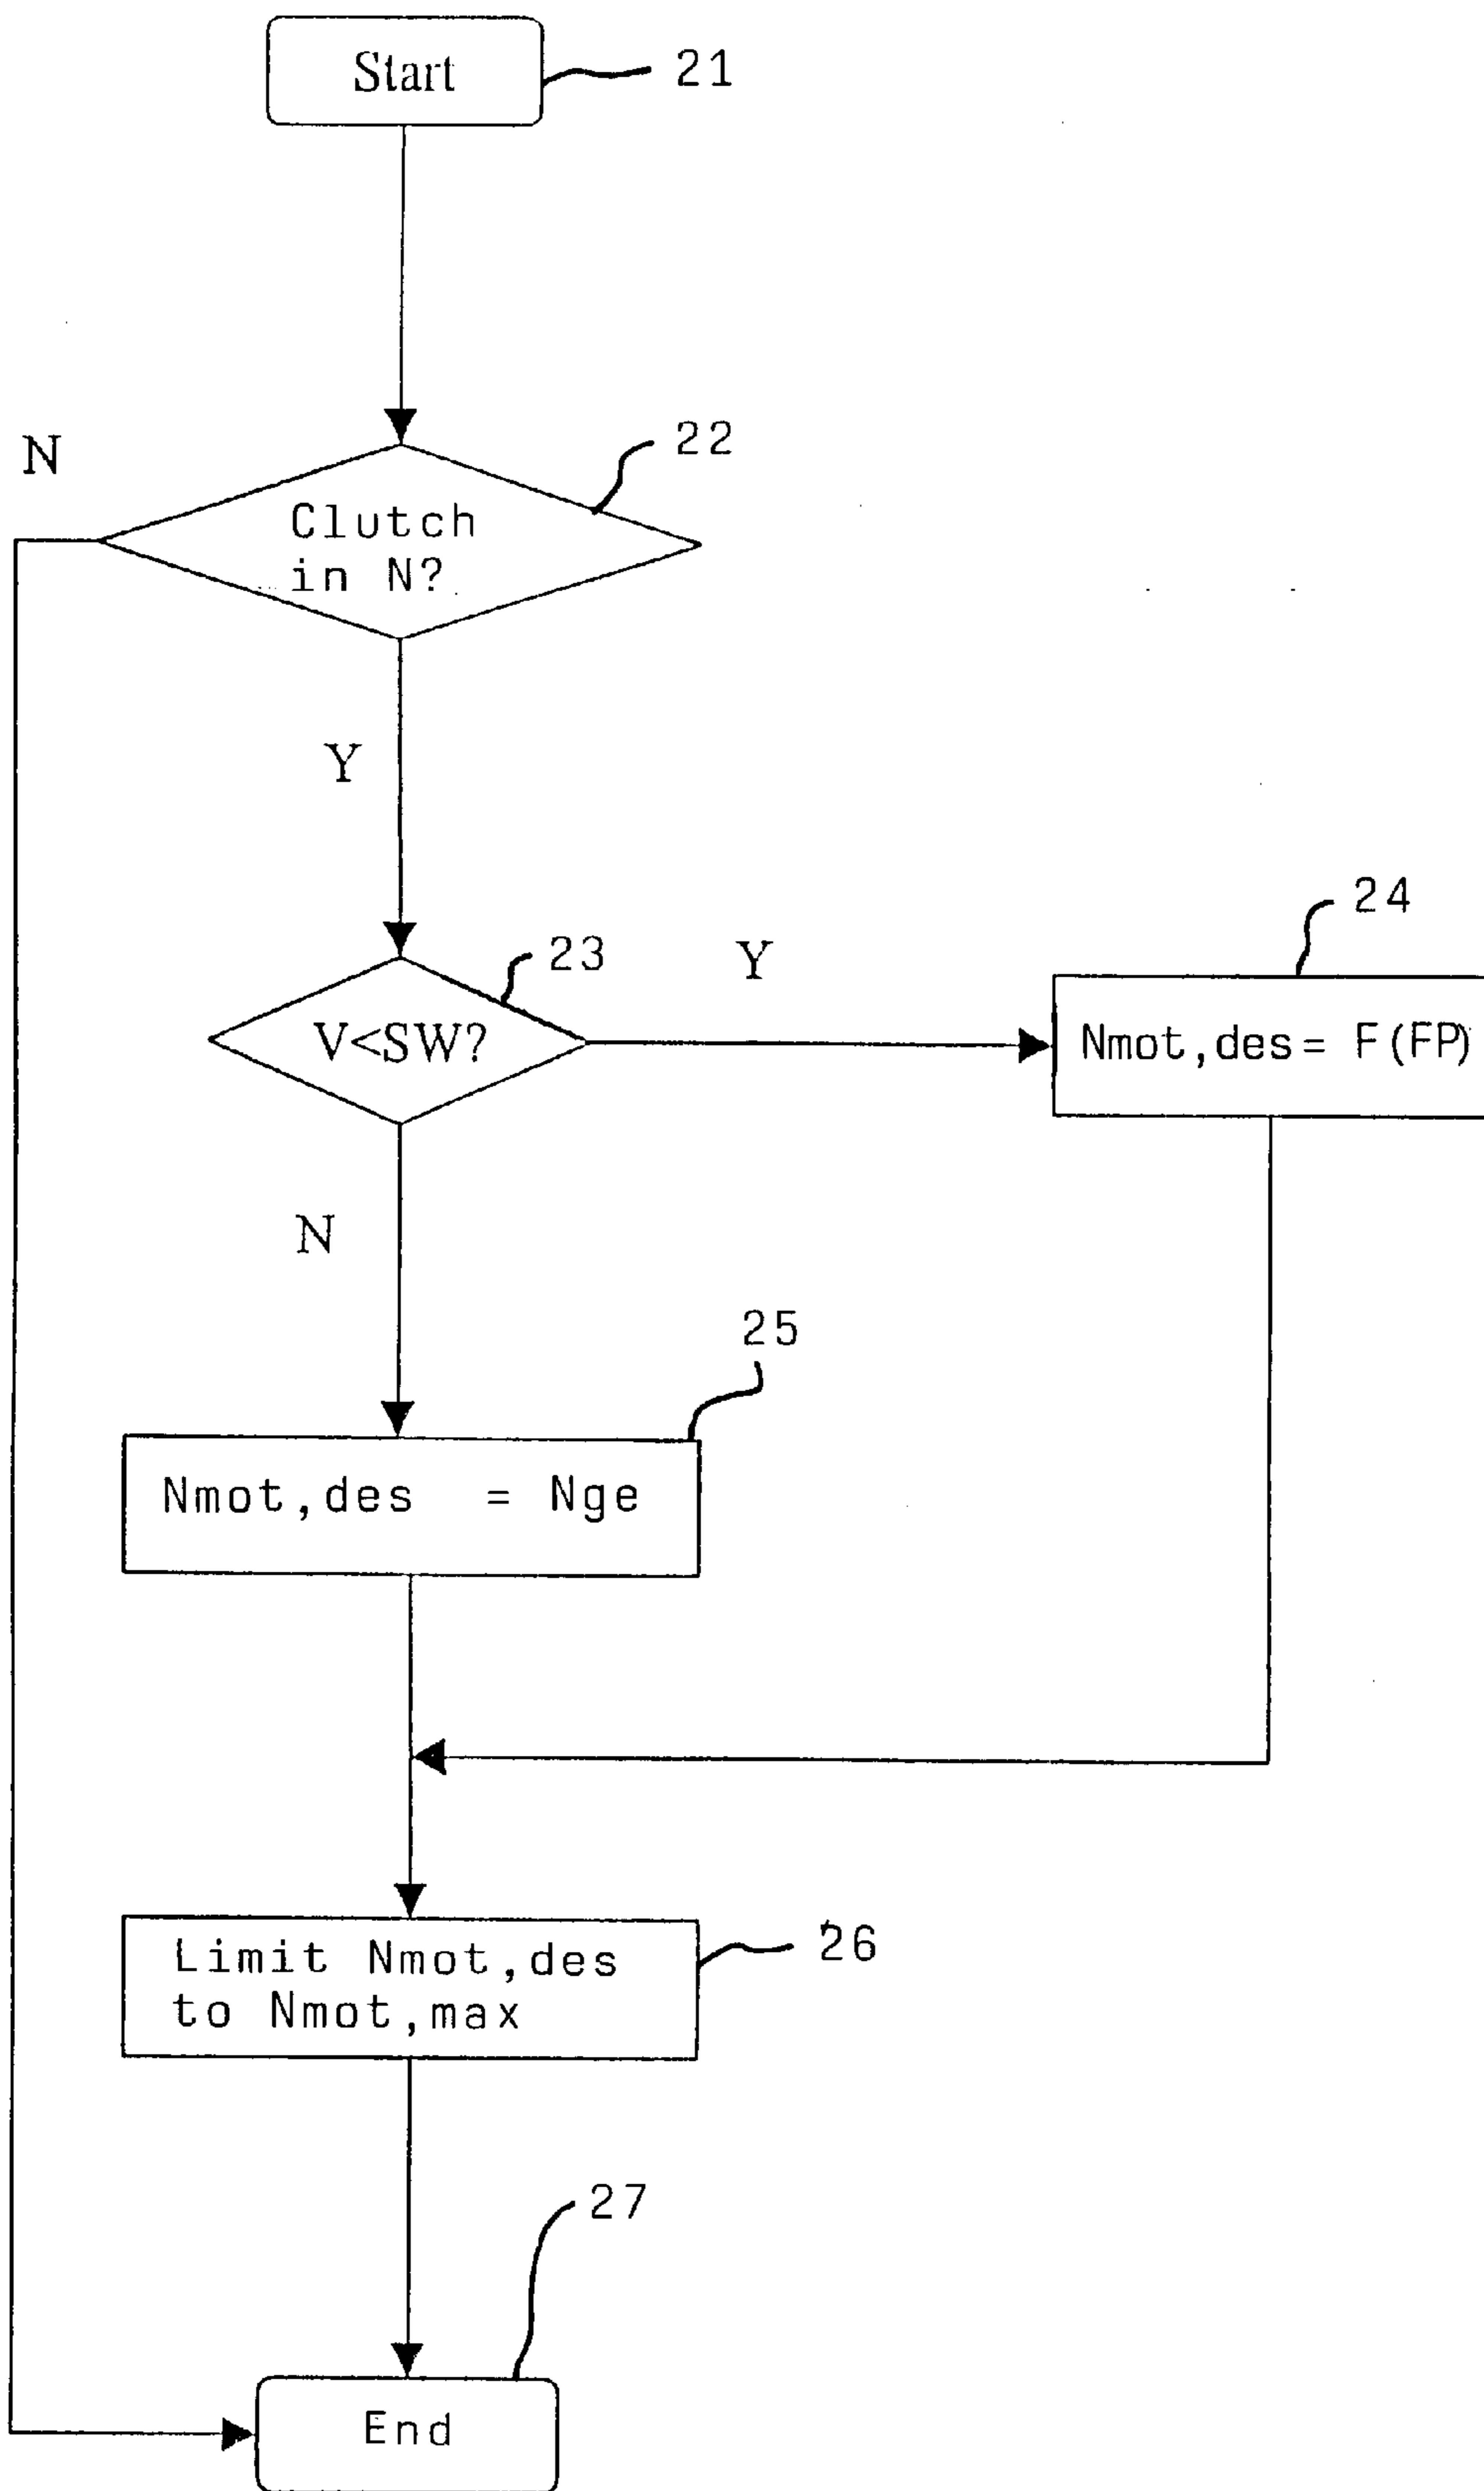 Start
21
N
22
Clutch
in N?
Y
23
Y
24
V<SW?
Nmot,des= F(FP)
N
25
Nmot,des = Nge
Limit Nmot,des
to Nmot,max
26
27
End